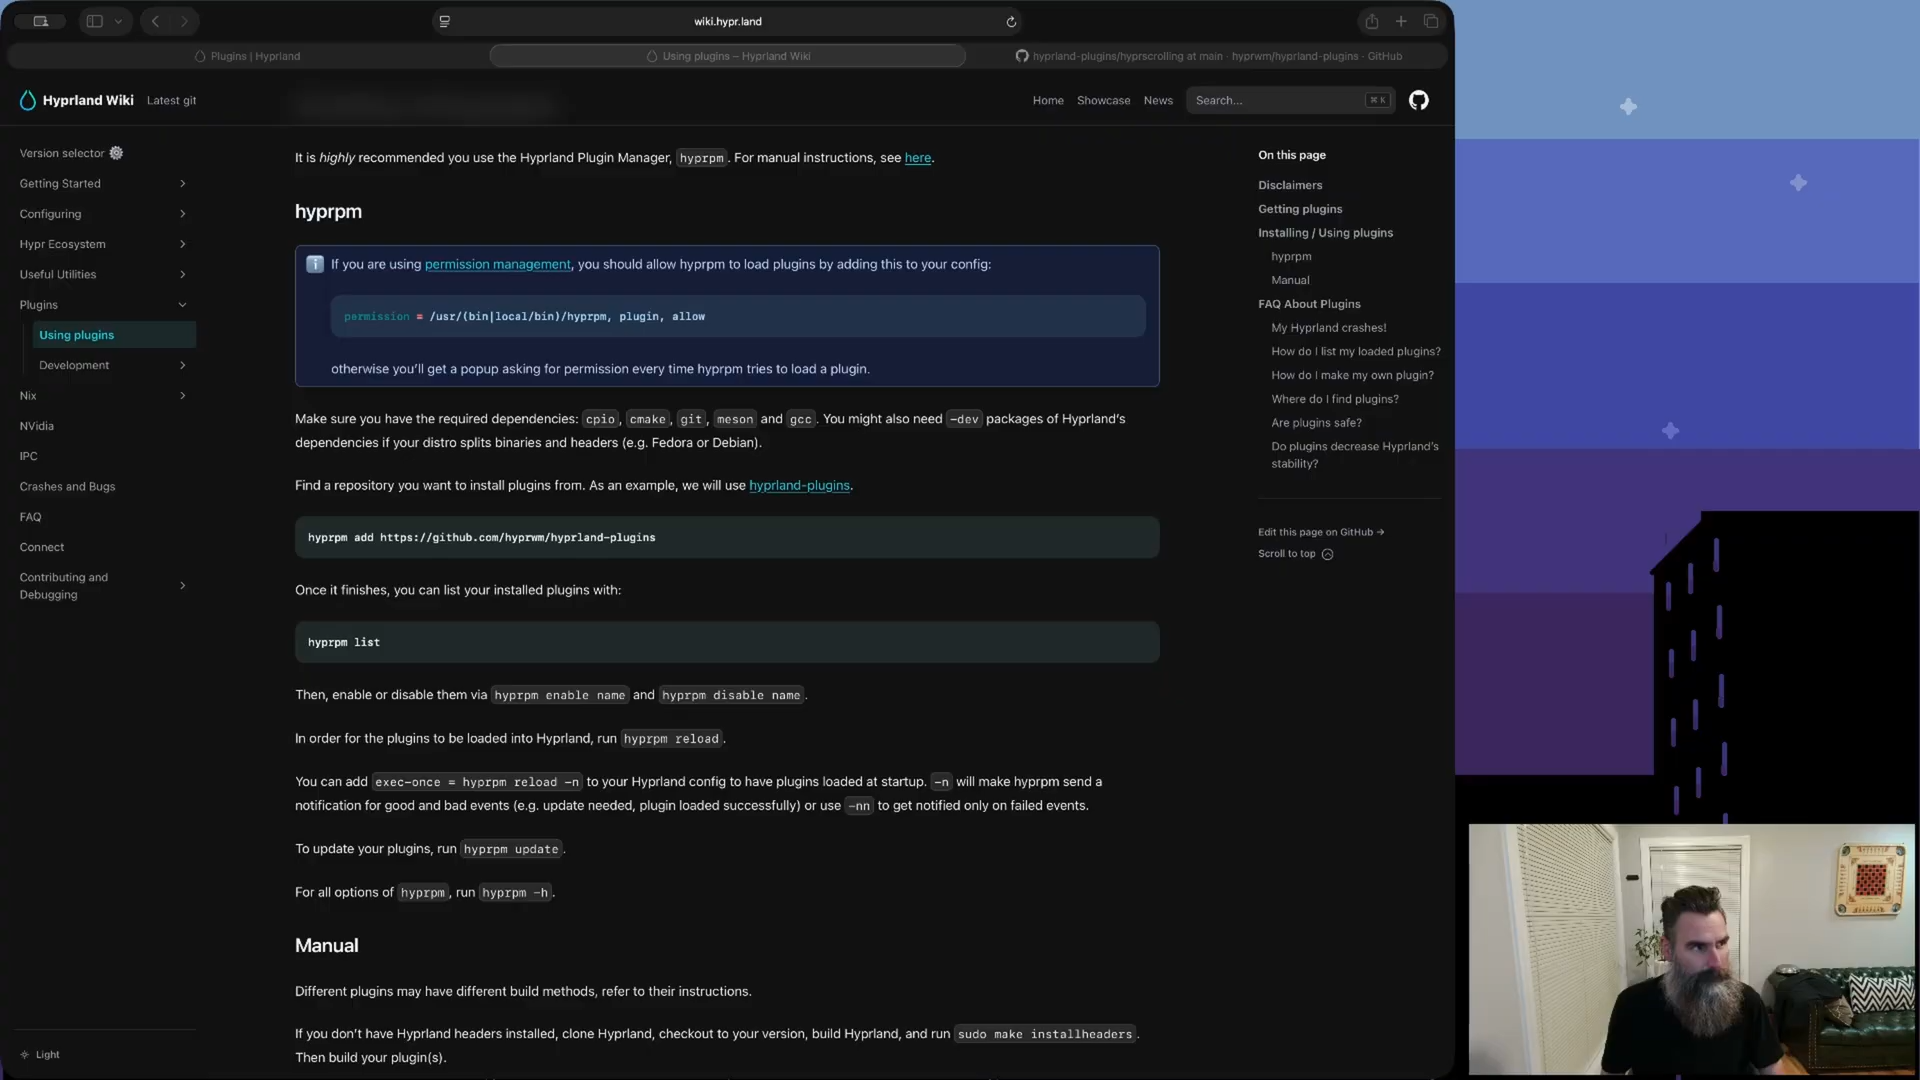 wiki.hypr.land
Plugins | Hyprland
Using plugins – Hyprland Wiki
hyprland-plugins/hyprscrolling at main · hyprwm/hyprland-plugins · GitHub
Hyprland Wiki
Latest git
Home
Showcase
News
Search...
⌘ K
Version selector
Getting Started
Configuring
Hypr Ecosystem
Useful Utilities
Plugins
Using plugins
Development
Nix
NVidia
IPC
Crashes and Bugs
FAQ
Connect
Contributing and
Debugging
Light
It is highly recommended you use the Hyprland Plugin Manager, hyprpm. For manual instructions, see here.
hyprpm
If you are using permission management, you should allow hyprpm to load plugins by adding this to your config:
permission = /usr/(bin|local/bin)/hyprpm, plugin, allow
otherwise you'll get a popup asking for permission every time hyprpm tries to load a plugin.
Make sure you have the required dependencies: cpio, cmake, git, meson and gcc. You might also need -dev packages of Hyprland's
dependencies if your distro splits binaries and headers (e.g. Fedora or Debian).
Find a repository you want to install plugins from. As an example, we will use hyprland-plugins.
hyprpm add https://github.com/hyprwm/hyprland-plugins
Once it finishes, you can list your installed plugins with:
hyprpm list
Then, enable or disable them via hyprpm enable name and hyprpm disable name.
In order for the plugins to be loaded into Hyprland, run hyprpm reload.
You can add exec-once = hyprpm reload -n to your Hyprland config to have plugins loaded at startup. -n will make hyprpm send a
notification for good and bad events (e.g. update needed, plugin loaded successfully) or use -nn to get notified only on failed events.
To update your plugins, run hyprpm update.
For all options of hyprpm, run hyprpm -h.
Manual
Different plugins may have different build methods, refer to their instructions.
If you don't have Hyprland headers installed, clone Hyprland, checkout to your version, build Hyprland, and run sudo make installheaders.
Then build your plugin(s).
On this page
Disclaimers
Getting plugins
Installing / Using plugins
hyprpm
Manual
FAQ About Plugins
My Hyprland crashes!
How do I list my loaded plugins?
How do I make my own plugin?
Where do I find plugins?
Are plugins safe?
Do plugins decrease Hyprland's
stability?
Edit this page on GitHub →
Scroll to top